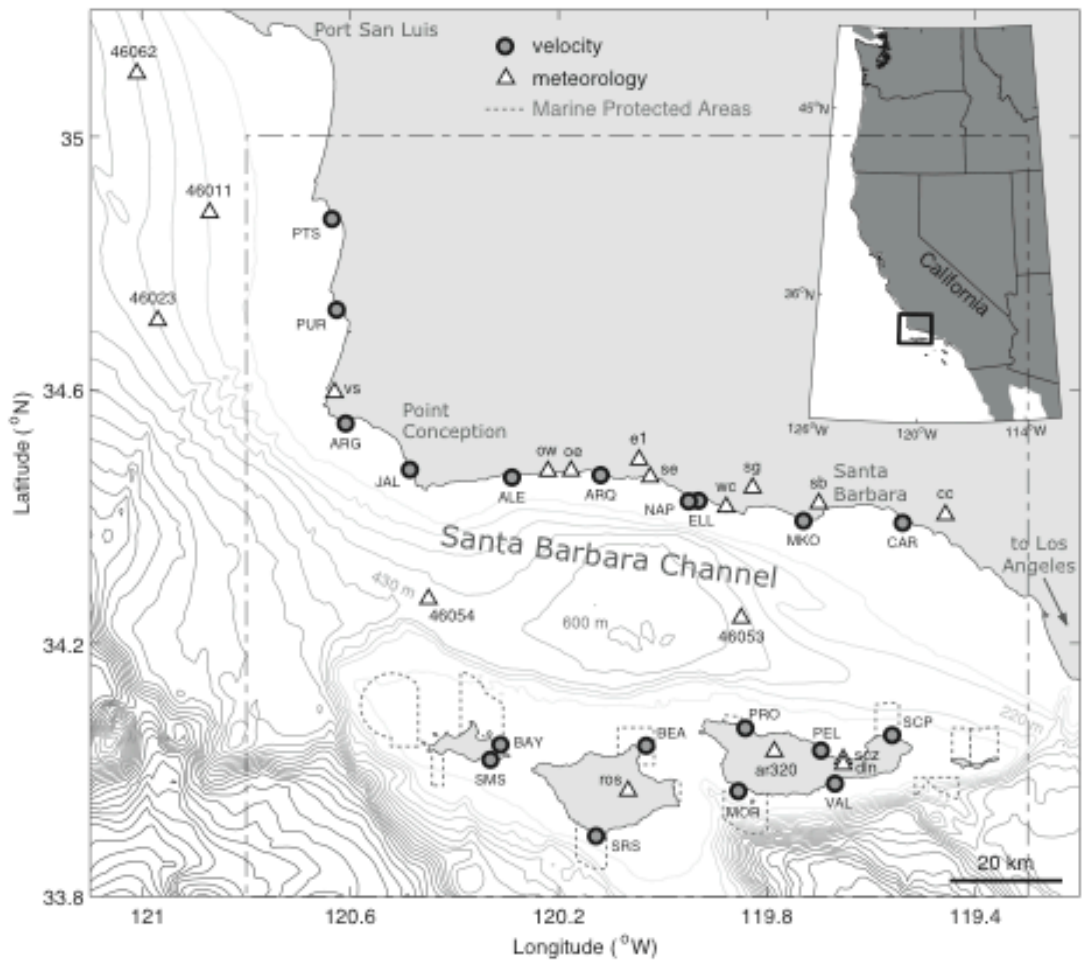 Port San Luis
velocity
meteorology
Marine Protected Areas
46062
45°N
35
46011
PTS
California
36°N
46023
PUR
vs
34.6
Point
Conception
ARG
126°W
120°W
114°W
JAL
ALE
ow
oe
ARQ
e1
se
NAP
ELL
wc
sg
sb
Santa
Barbara
MKO
cc
CAR
to Los
Angeles
Santa Barbara Channel
430 m
46054
600 m
46053
34.2
220 m
BAY
SMS
BEA
PRO
PEL
SCP
ros
ar320
scz
dln
MOR
VAL
SRS
20 km
33.8
121
120.6
120.2
119.8
119.4
Latitude (°N)
Longitude (°W)